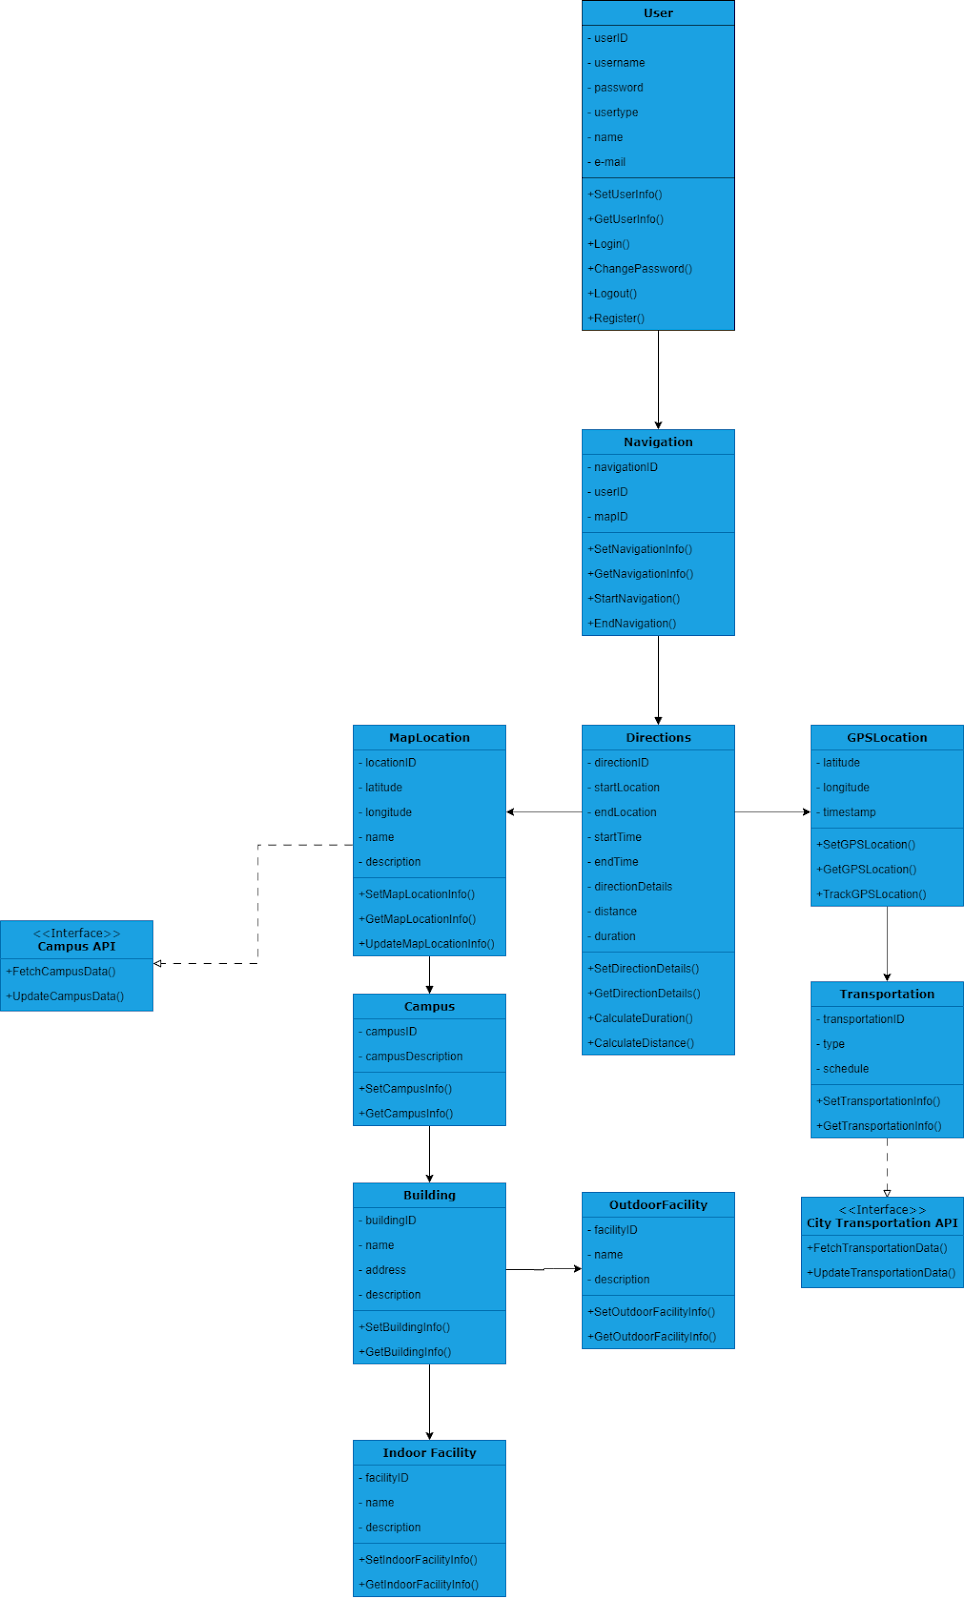 User
- userID
- username
- password
- usertype
- name
- e-mail
+SetUserInfo()
+GetUserInfo()
+Login()
+ChangePassword()
+Logout()
+Register()
Navigation
- navigationID
- userID
- mapID
+SetNavigationInfo()
+GetNavigationInfo()
+StartNavigation()
+EndNavigation()
MapLocation
- locationID
- latitude
- longitude
- name
- description
+SetMapLocationInfo()
+GetMapLocationInfo()
+UpdateMapLocationInfo()
Directions
- directionID
- startLocation
- endLocation
- startTime
- endTime
- directionDetails
- distance
- duration
+SetDirectionDetails()
+GetDirectionDetails()
+CalculateDuration()
+CalculateDistance()
GPSLocation
- latitude
- longitude
- timestamp
+SetGPSLocation()
+GetGPSLocation()
+TrackGPSLocation()
<<Interface>>
Campus API
+FetchCampusData()
+UpdateCampusData()
Campus
- campusID
- campusDescription
+SetCampusInfo()
+GetCampusInfo()
Transportation
- transportationID
- type
- schedule
+SetTransportationInfo()
+GetTransportationInfo()
Building
- buildingID
- name
- address
- description
+SetBuildingInfo()
+GetBuildingInfo()
OutdoorFacility
- facilityID
- name
- description
+SetOutdoorFacilityInfo()
+GetOutdoorFacilityInfo()
<<Interface>>
City Transportation API
+FetchTransportationData()
+UpdateTransportationData()
Indoor Facility
- facilityID
- name
- description
+SetIndoorFacilityInfo()
+GetIndoorFacilityInfo()